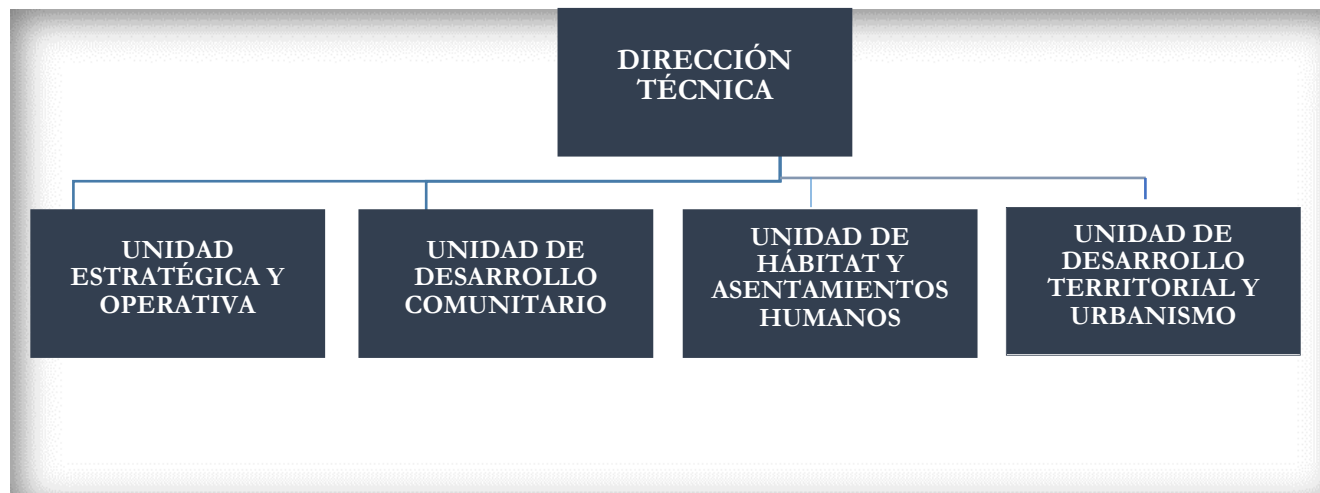 DIRECCIÓN
TÉCNICA
UNIDAD
ESTRATÉGICA Y
OPERATIVA
UNIDAD DE
DESARROLLO
COMUNITARIO
UNIDAD DE
HÁBITAT Y
ASENTAMIENTOS
HUMANOS
UNIDAD DE
DESARROLLO
TERRITORIAL Y
URBANISMO